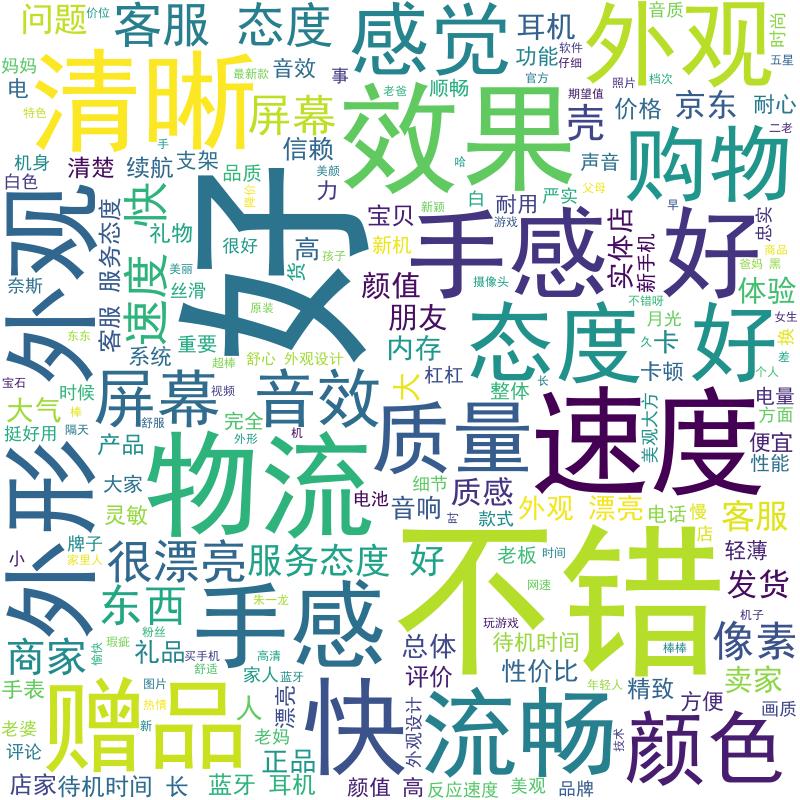 问题
价位
客服 态度
感觉
耳机
音质
外观
时尚
妈妈
电
清晰
最新款
音效
事
老爸
顺畅
功能
软件
仔细
官方
照片
档次
五星
特色
屏幕
效果
期望值
壳
价格
京东
耐心
二老
手
信赖
机身
清楚
续航
支架
品质
美颜
哈
声音
购物
白色
外观
客服 服务态度
速度 快
礼物
好
降价
力
宝贝
白
耐用
严实
父母
新颖
游戏
手感
实体店
新手机
早
好
忠安
很好
高
货
孩子
新机
商品
爸妈
黑
奈斯
美丽
丝滑
颜值
摄像头
不错呀
体验
原装
朋友
态度 好
月光
女生
东东
系统
重要
内存
久
卡
换
超棒
舒心
外观设计
卡顿
差
个人
宝石
时候
屏幕
视频
音效
大
杠杠
整体
长
电量
大气
棒
舒服
质量
速度
美观大方
方面
挺好用
隔天
完全
外形
机
便宜
产品
物流
性能
外形
大家
电池
音响
细节
质感
灵敏
的
款式
外观 漂亮
电话
慢
客服
店
牌子
小
家里人
很漂亮
服务态度 好
不错
老板
时间
轻薄
网速
发货
东西
朱一龙
手感
玩游戏
机子
粉丝
瑕疵
愉快
商家
礼品
买手机
舒适
高清
总体
待机时间
棒棒
像素
手表
家人
蓝牙
评价
性价比
年轻人
精致
卖家
赠品
图片
热情
新
人
漂亮
快
外观设计
流畅
技术
颜色
方便
画质
老婆
老妈
评论
正品
店家
待机时间 长
蓝牙 耳机
颜值 高
反应速度
美观
品牌